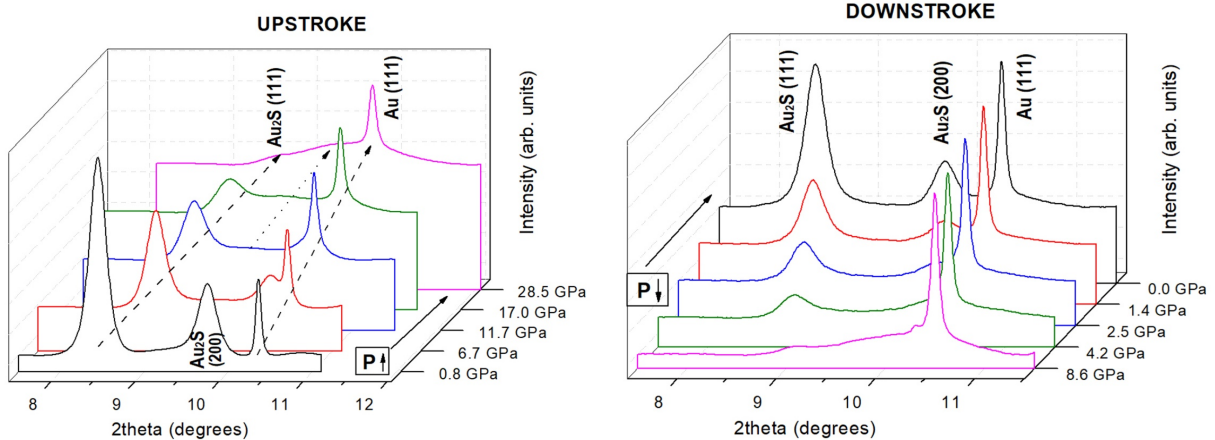 UPSTROKE
Au₂S (111)
Au (111)
Intensity (arb. units)
28.5 GPa
17.0 GPa
11.7 GPa
6.7 GPa
0.8 GPa
Au₂S
(200)
P↑
8 9 10 11 12
2theta (degrees)
DOWNSTROKE
Au₂S (111)
Au₂S (200)
Au (111)
Intensity (arb. units)
P↓
0.0 GPa
1.4 GPa
2.5 GPa
4.2 GPa
8.6 GPa
8 9 10 11
2theta (degrees)